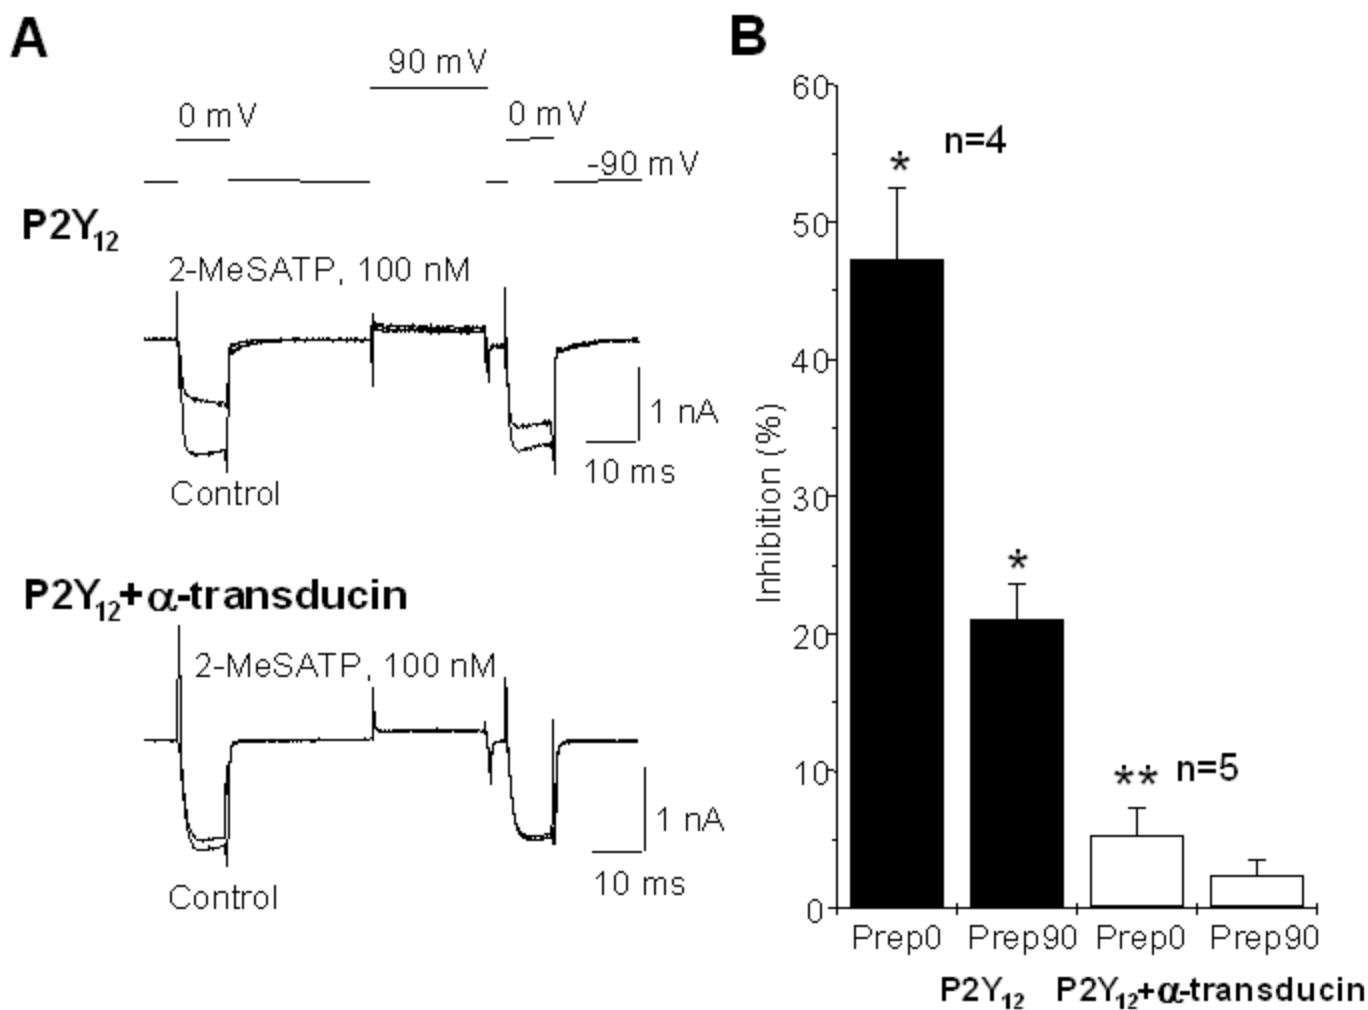 A
90 mV
0 mV
0 mV
-90 mV
P2Y12
2-MeSATP, 100 nM
1 nA
10 ms
Control
P2Y12+α-transducin
2-MeSATP, 100 nM
1 nA
10 ms
Control
B
60
50
40
30
20
10
0
Inhibition (%)
* n=4
*
** n=5
Prep0 Prep90 Prep0 Prep90
P2Y12 P2Y12+α-transducin